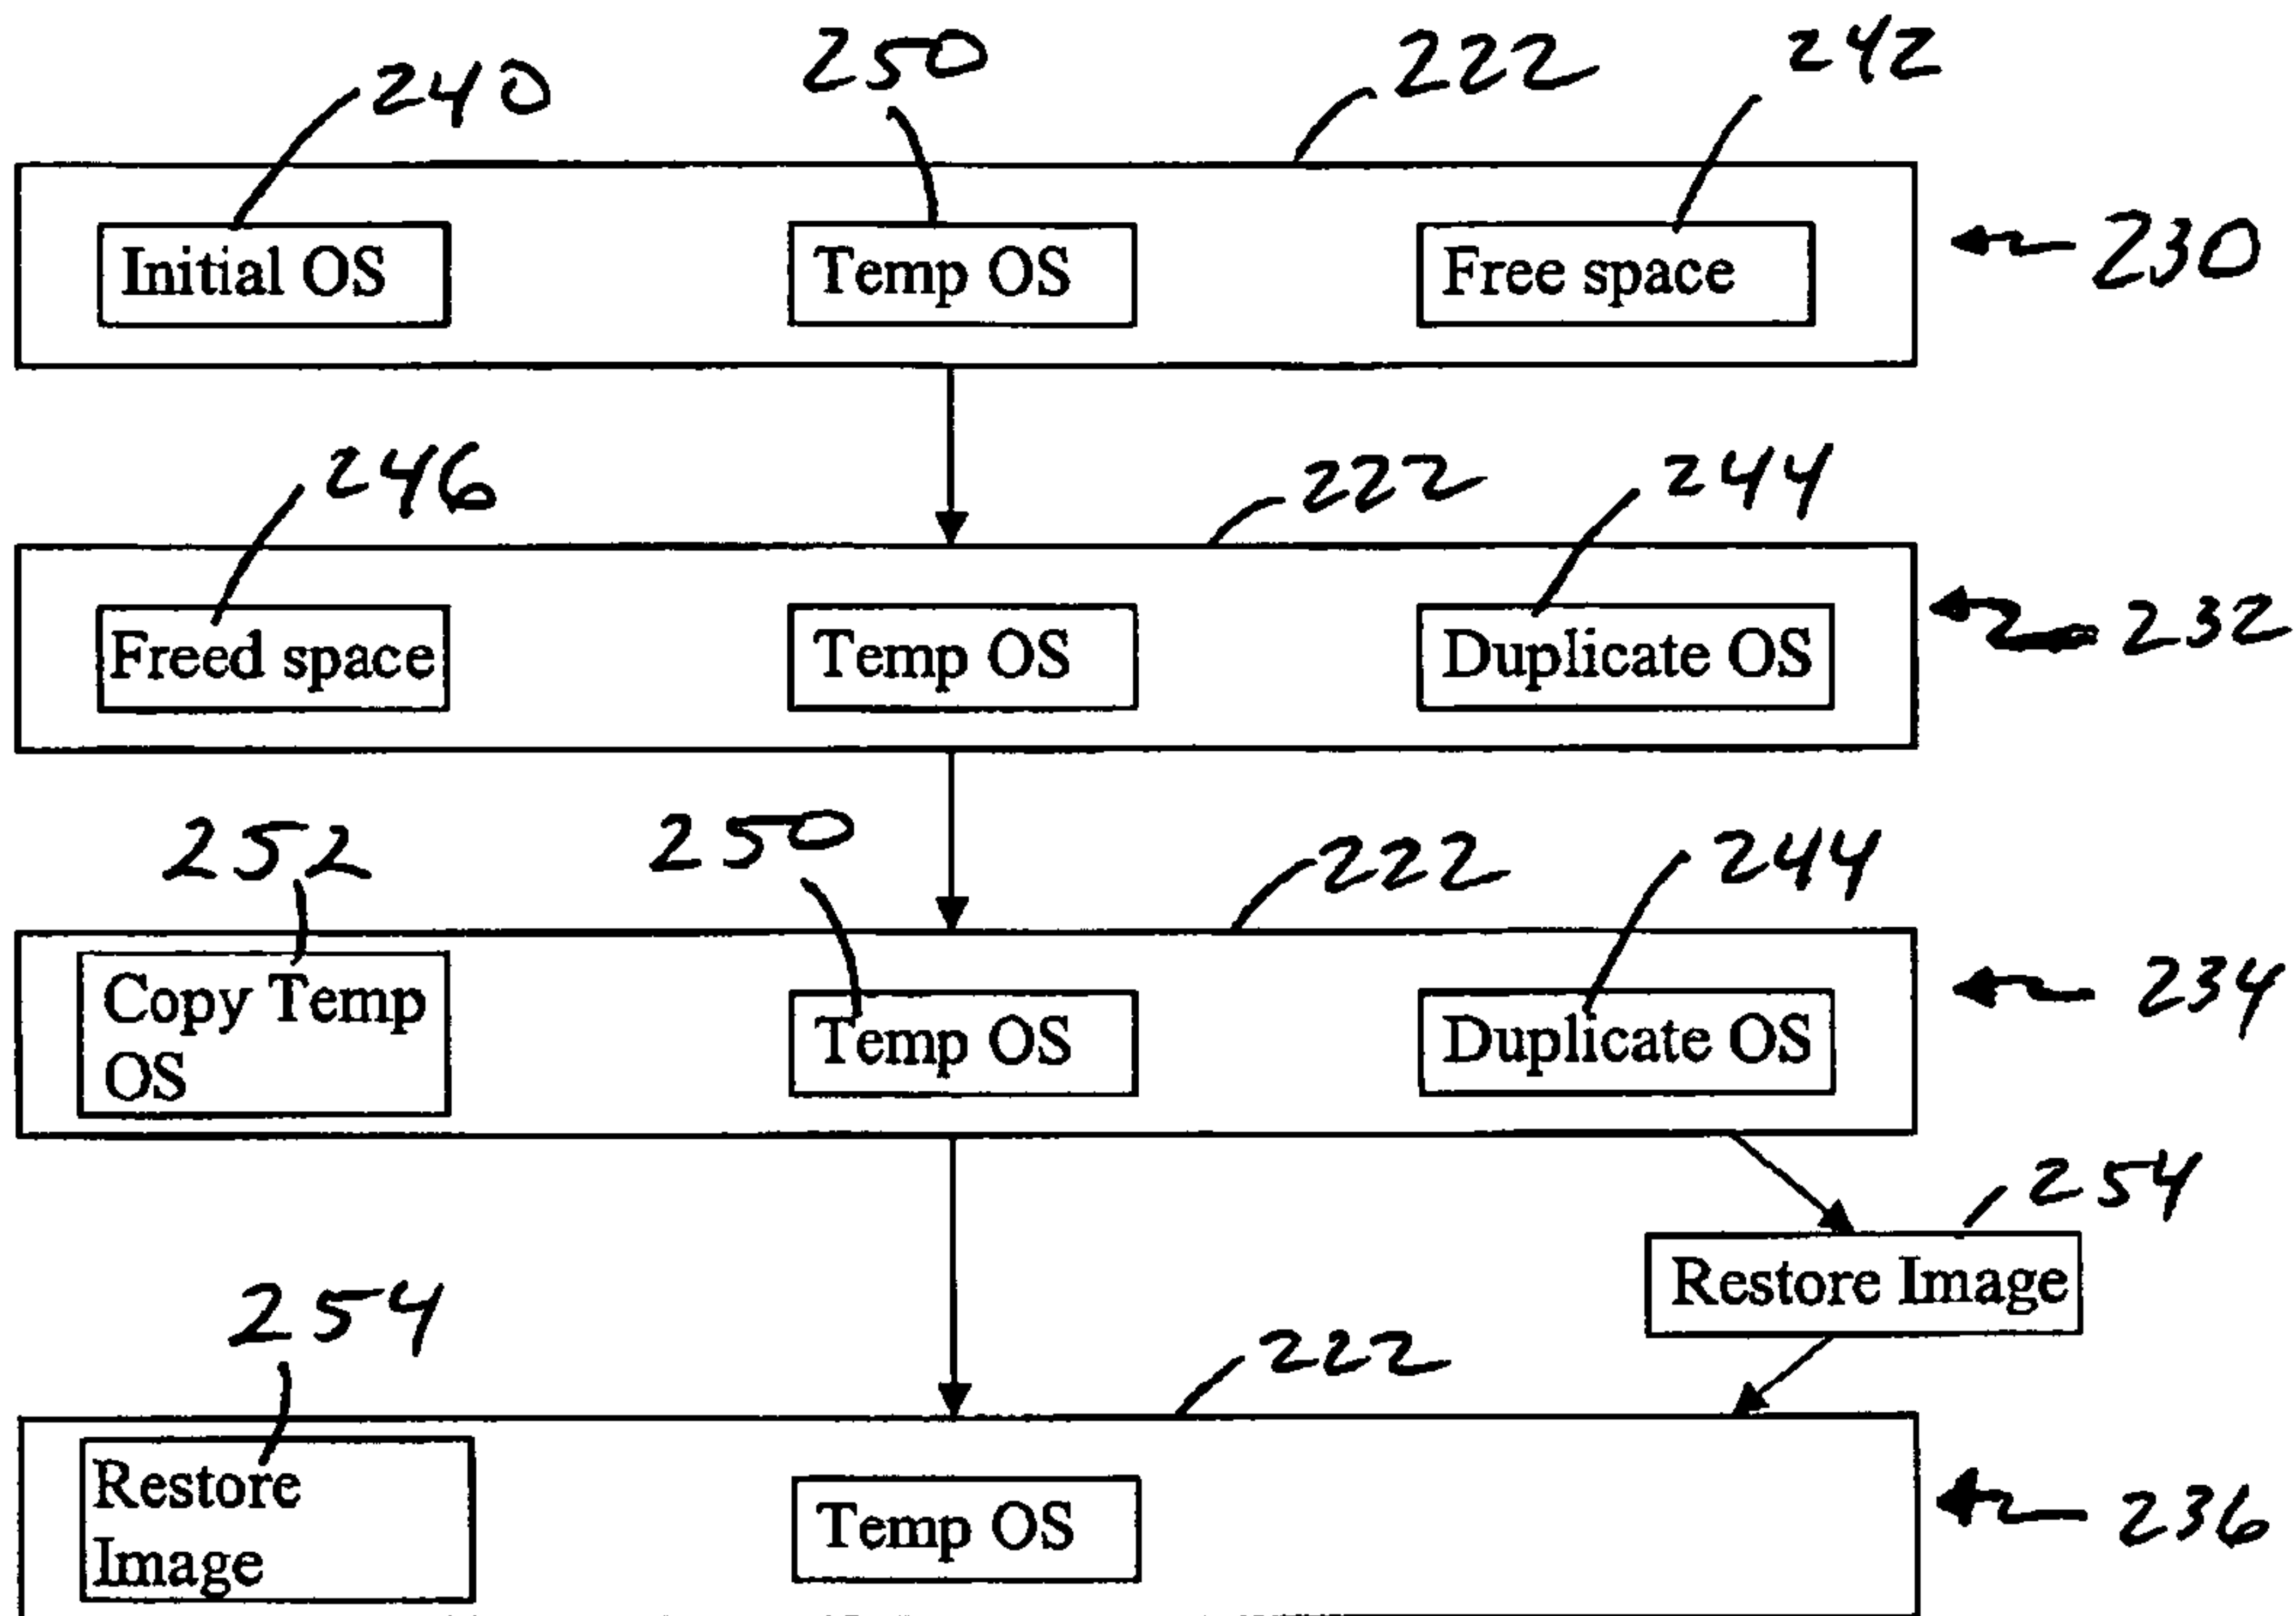 240 250 222 242
Initial OS Temp OS Free space 230
246 222 244
Freed space Temp OS Duplicate OS 232
252 250 222 244
Copy Temp
OS Temp OS Duplicate OS 234
254
Restore Image
254 222
Restore
Image Temp OS 236